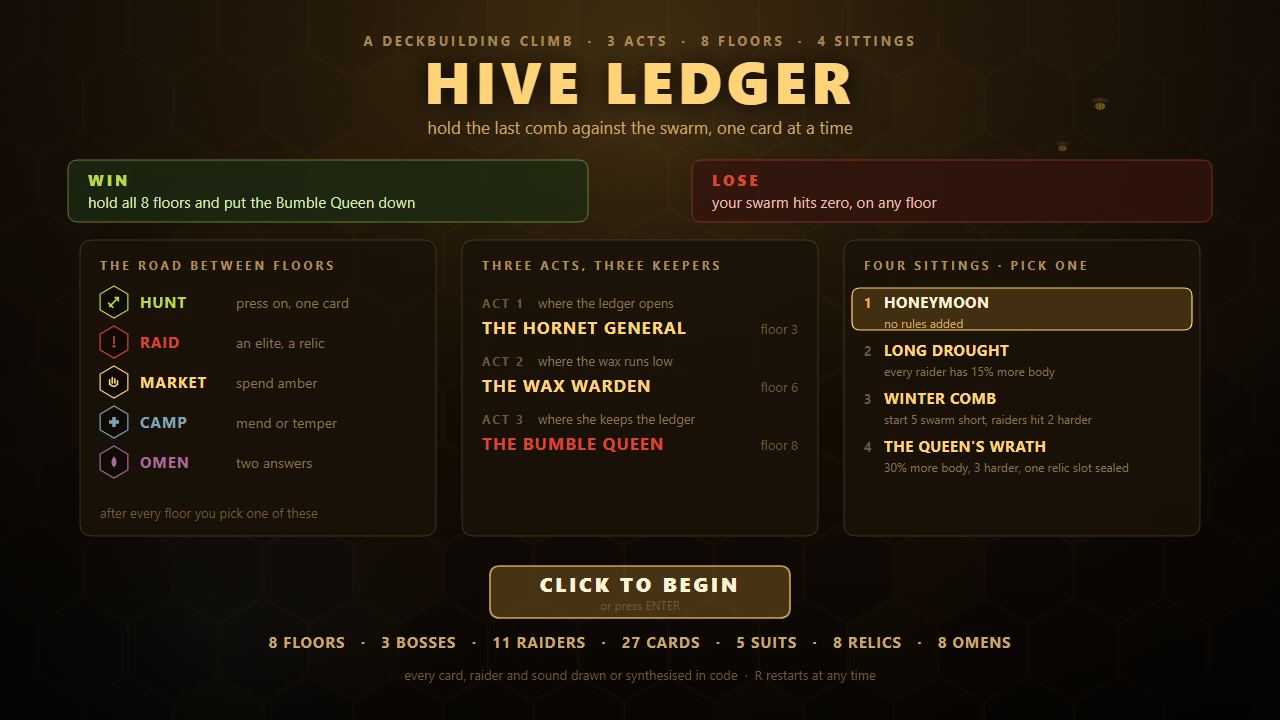 A DECKBUILDING CLIMB · 3 ACTS · 8 FLOORS · 4 SITTINGS
HIVE LEDGER
hold the last comb against the swarm, one card at a time
WIN
hold all 8 floors and put the Bumble Queen down
LOSE
your swarm hits zero, on any floor
THE ROAD BETWEEN FLOORS
HUNT press on, one card
RAID an elite, a relic
MARKET spend amber
CAMP mend or temper
OMEN two answers
after every floor you pick one of these
THREE ACTS, THREE KEEPERS
ACT 1 where the ledger opens
THE HORNET GENERAL floor 3
ACT 2 where the wax runs low
THE WAX WARDEN floor 6
ACT 3 where she keeps the ledger
THE BUMBLE QUEEN floor 8
FOUR SITTINGS · PICK ONE
1 HONEYMOON
no rules added
2 LONG DROUGHT
every raider has 15% more body
3 WINTER COMB
start 5 swarm short, raiders hit 2 harder
4 THE QUEEN'S WRATH
30% more body, 3 harder, one relic slot sealed
CLICK TO BEGIN
or press ENTER
8 FLOORS · 3 BOSSES · 11 RAIDERS · 27 CARDS · 5 SUITS · 8 RELICS · 8 OMENS
every card, raider and sound drawn or synthesised in code · R restarts at any time